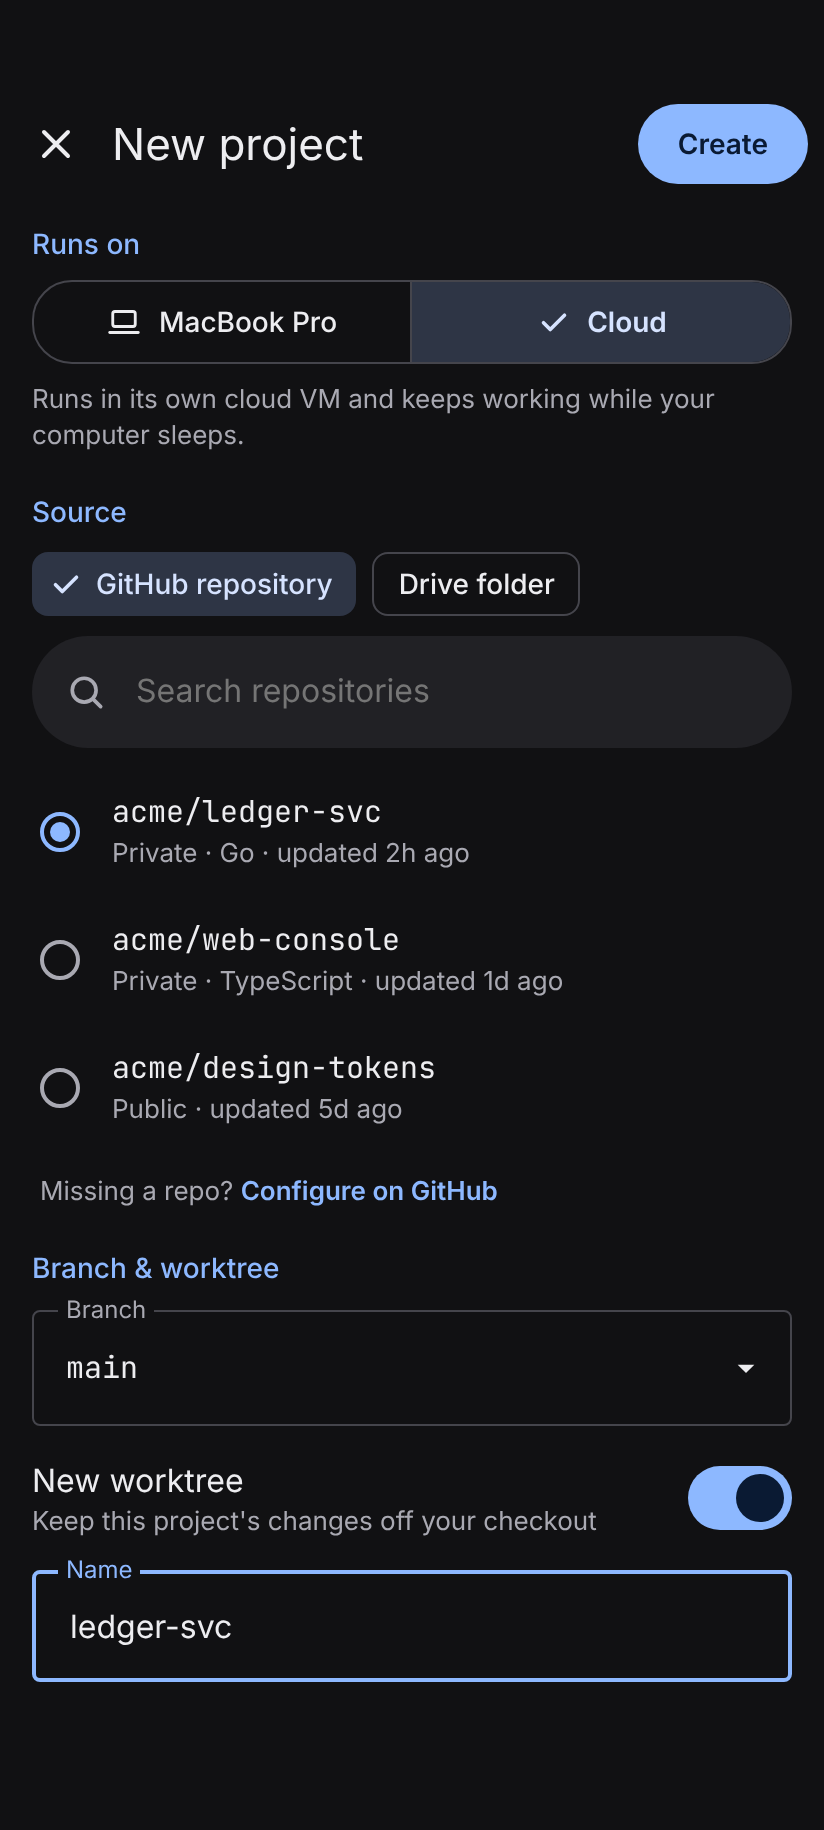 New project
Create
Runs on
MacBook Pro
Cloud
Runs in its own cloud VM and keeps working while your
computer sleeps.
Source
GitHub repository
Drive folder
Search repositories
acme/ledger-svc
Private · Go · updated 2h ago
acme/web-console
Private · TypeScript · updated 1d ago
acme/design-tokens
Public · updated 5d ago
Missing a repo? Configure on GitHub
Branch & worktree
Branch
main
New worktree
Keep this project's changes off your checkout
Name
ledger-svc